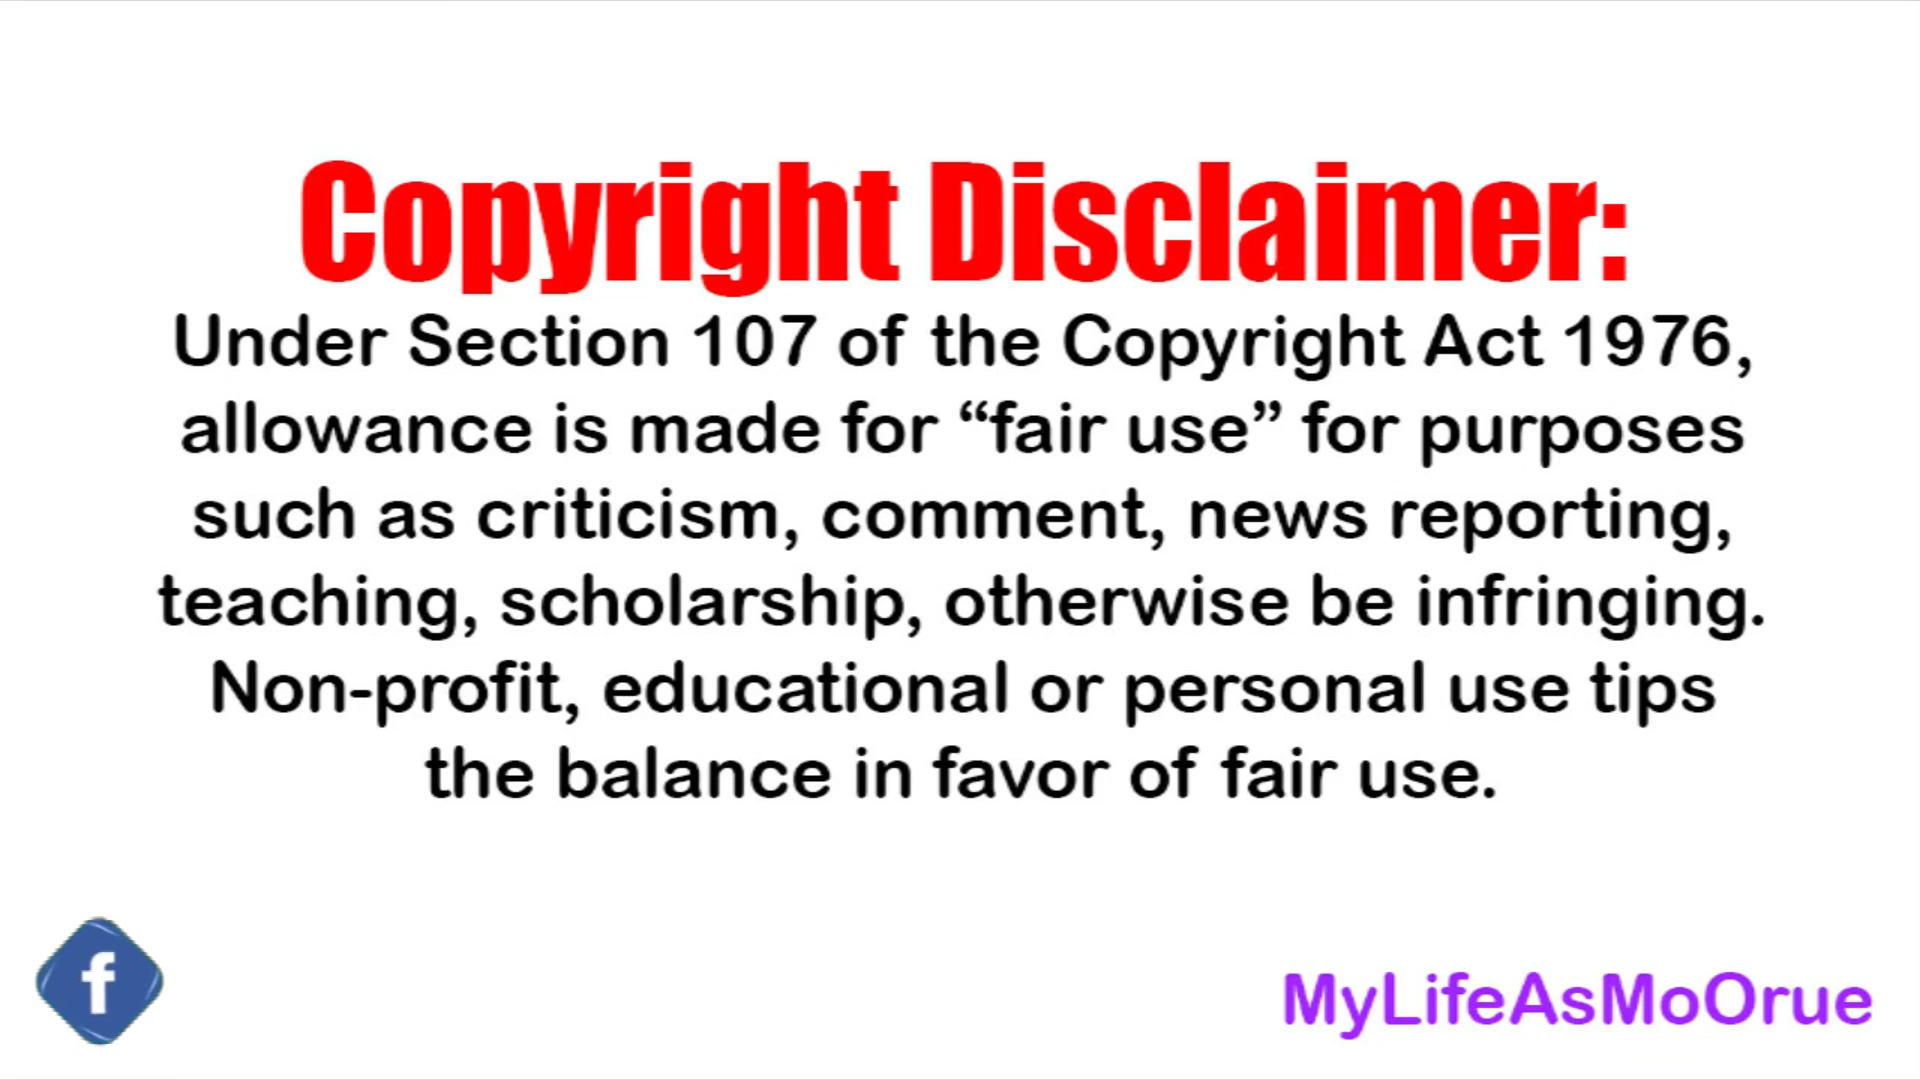 Copyright Disclaimer:
Under Section 107 of the Copyright Act 1976,
allowance is made for “fair use” for purposes
such as criticism, comment, news reporting,
teaching, scholarship, otherwise be infringing.
Non-profit, educational or personal use tips
the balance in favor of fair use.
f
MyLifeAsMoOrue